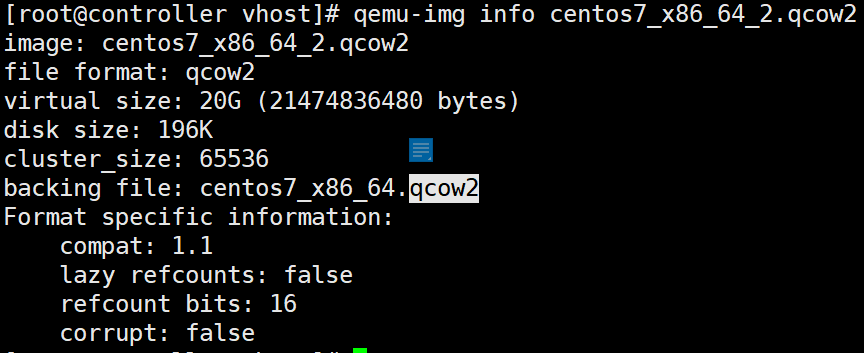 [root@controller vhost]# qemu-img info centos7_x86_64_2.qcow2
image: centos7_x86_64_2.qcow2
file format: qcow2
virtual size: 20G (21474836480 bytes)
disk size: 196K
cluster_size: 65536
backing file: centos7_x86_64.qcow2
Format specific information:
    compat: 1.1
    lazy refcounts: false
    refcount bits: 16
    corrupt: false